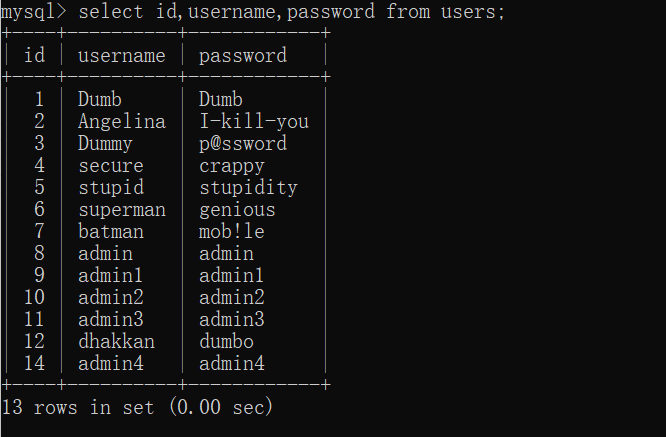 mysql> select id,username,password from users;
+----+----------+------------+
| id | username | password   |
+----+----------+------------+
|  1 | Dumb     | Dumb       |
|  2 | Angelina | I-kill-you |
|  3 | Dummy    | p@ssword   |
|  4 | secure   | crappy     |
|  5 | stupid   | stupidity  |
|  6 | superman | genious    |
|  7 | batman   | mob!le     |
|  8 | admin    | admin      |
|  9 | admin1   | admin1     |
| 10 | admin2   | admin2     |
| 11 | admin3   | admin3     |
| 12 | dhakkan  | dumbo      |
| 14 | admin4   | admin4     |
+----+----------+------------+
13 rows in set (0.00 sec)